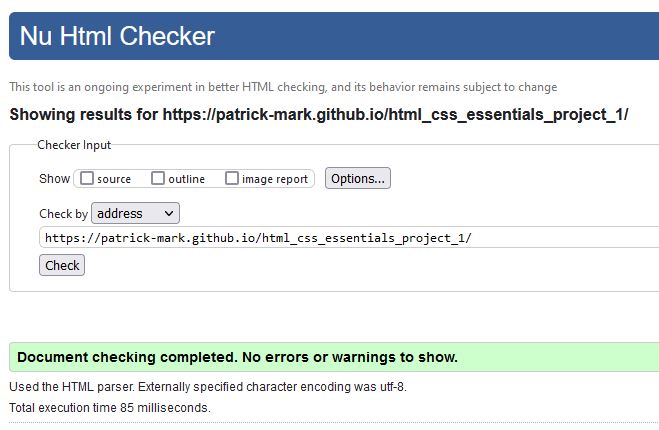 Nu Html Checker
This tool is an ongoing experiment in better HTML checking, and its behavior remains subject to change
Showing results for https://patrick-mark.github.io/html_css_essentials_project_1/
Checker Input
Show source outline image report Options...
Check by address
https://patrick-mark.github.io/html_css_essentials_project_1/
Check
Document checking completed. No errors or warnings to show.
Used the HTML parser. Externally specified character encoding was utf-8.
Total execution time 85 milliseconds.